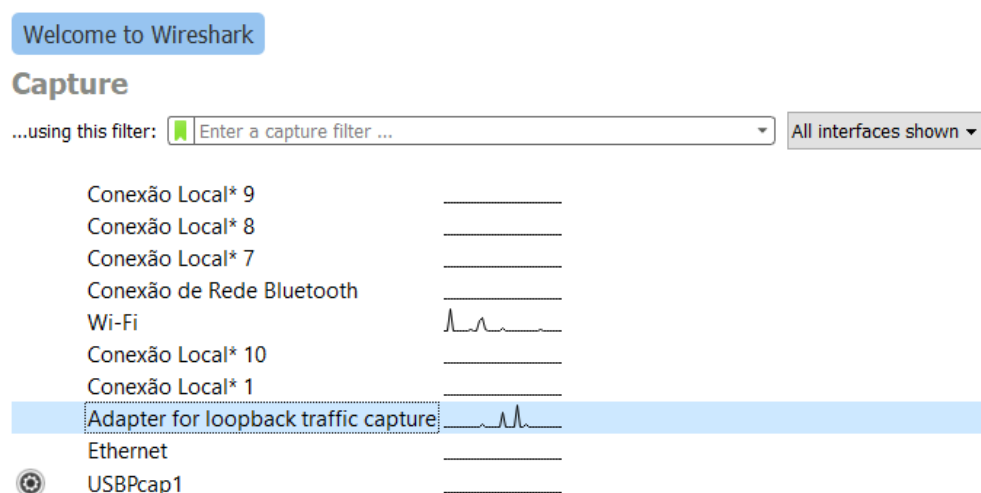 Welcome to Wireshark
Capture
...using this filter: Enter a capture filter ... All interfaces shown
Conexão Local* 9
Conexão Local* 8
Conexão Local* 7
Conexão de Rede Bluetooth
Wi-Fi
Conexão Local* 10
Conexão Local* 1
Adapter for loopback traffic capture
Ethernet
USBPcap1